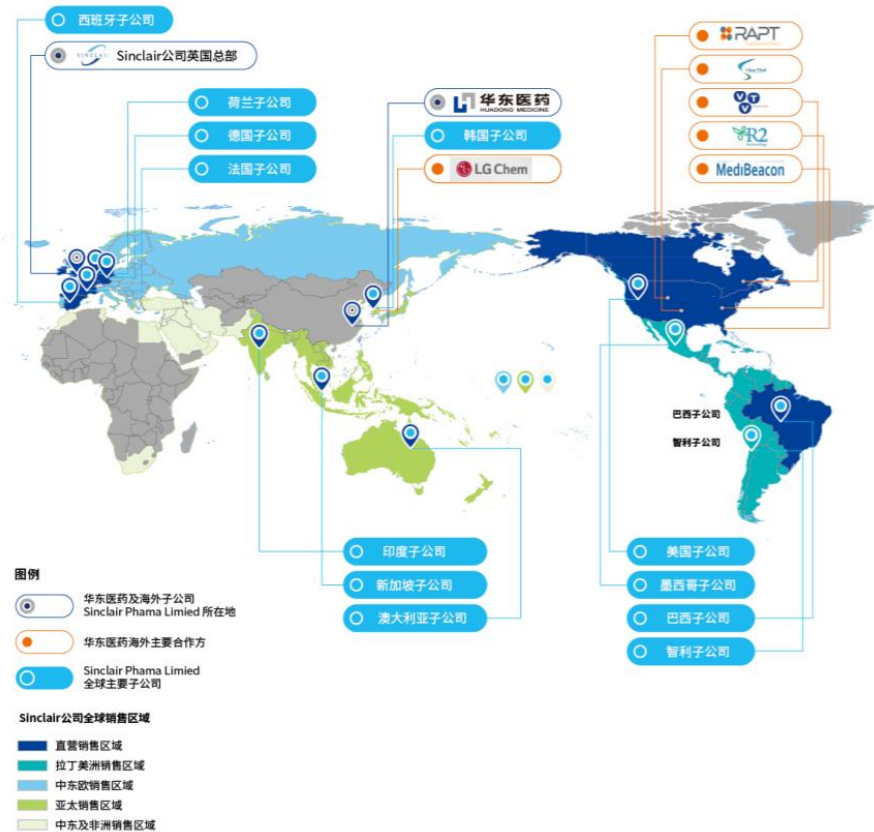 西班牙子公司
SINCLAIR Sinclair公司英国总部
荷兰子公司
德国子公司
法国子公司
华东医药
HUADONG MEDICINE
韩国子公司
LG Chem
RAPT
THERAPEUTICS
R2
MediBeacon
巴西子公司
智利子公司
印度子公司
新加坡子公司
澳大利亚子公司
美国子公司
墨西哥子公司
巴西子公司
智利子公司
图例
华东医药及海外子公司
Sinclair Phama Limied 所在地
华东医药海外主要合作方
Sinclair Phama Limied
全球主要子公司
Sinclair公司全球销售区域
直营销售区域
拉丁美洲销售区域
中东欧销售区域
亚太销售区域
中东及非洲销售区域